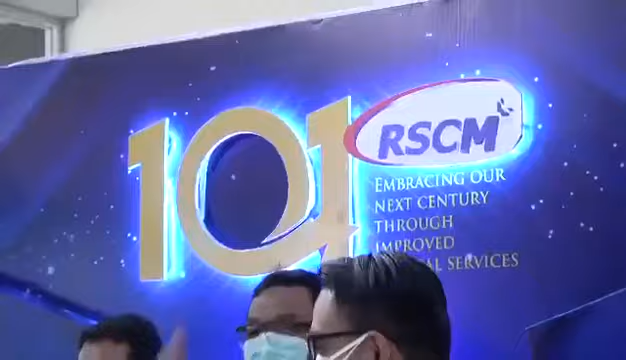 101
RSCM
EMBRACING OUR
NEXT CENTURY
THROUGH
IMPROVED
SERVICES